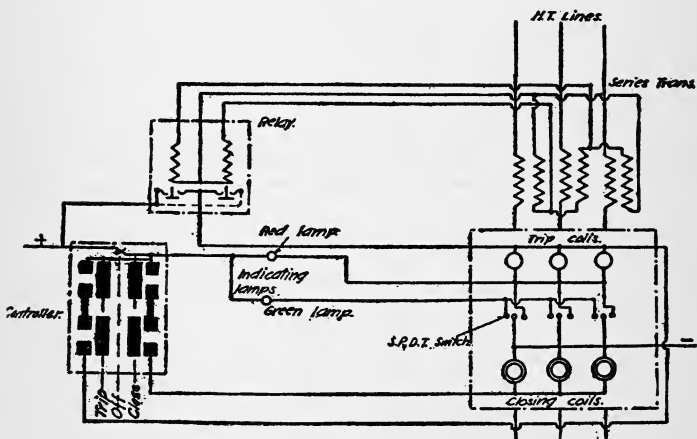 H.T. Lines.
Series Trans.
Relay.
+
Red lamp
Trip coils.
Indicating
lamps.
Controller.
Green lamp.
S.P.D.T. Switch
−
Trip
Off
Close
Closing coils.